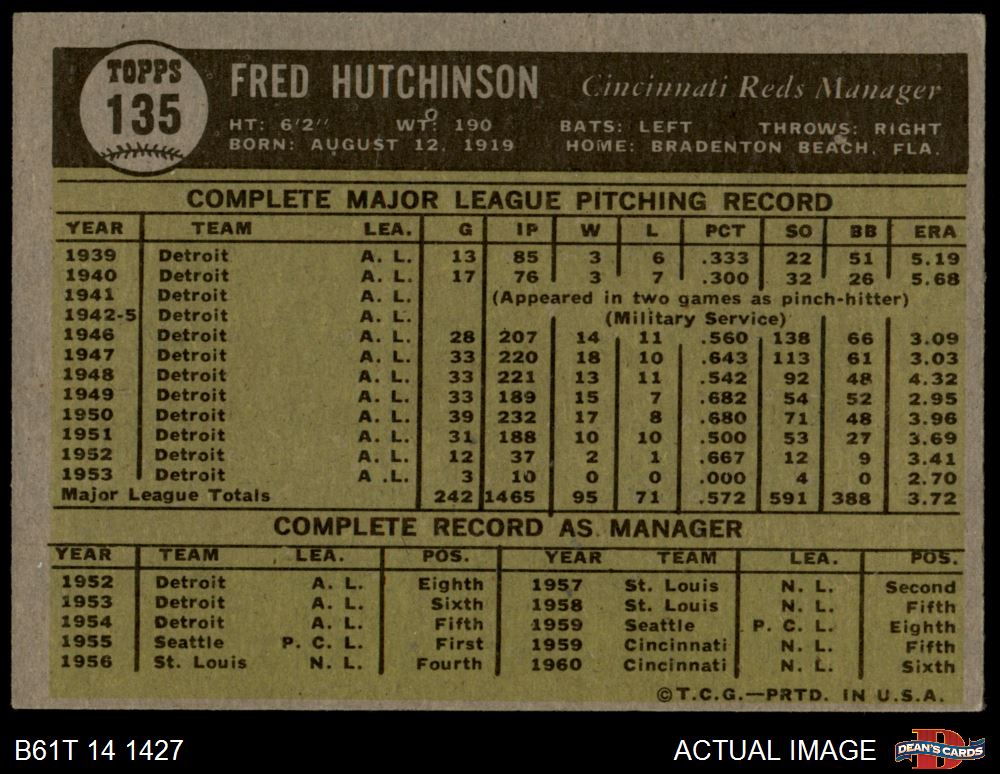 TOPPS
135
FRED HUTCHINSON Cincinnati Reds Manager
HT: 6'2" WT: 190 BATS: LEFT THROWS: RIGHT
BORN: AUGUST 12, 1919 HOME: BRADENTON BEACH, FLA.
COMPLETE MAJOR LEAGUE PITCHING RECORD
YEAR TEAM LEA. G IP W L PCT SO BB ERA
1939 Detroit A. L. 13 85 3 6 .333 22 51 5.19
1940 Detroit A. L. 17 76 3 7 .300 32 26 5.68
1941 Detroit A. L. (Appeared in two games as pinch-hitter)
1942-5 Detroit A. L. (Military Service)
1946 Detroit A. L. 28 207 14 11 .560 138 66 3.09
1947 Detroit A. L. 33 220 18 10 .643 113 61 3.03
1948 Detroit A. L. 33 221 13 11 .542 92 48 4.32
1949 Detroit A. L. 33 189 15 7 .682 54 52 2.95
1950 Detroit A. L. 39 232 17 8 .680 71 48 3.96
1951 Detroit A. L. 31 188 10 10 .500 53 27 3.69
1952 Detroit A. L. 12 37 2 1 .667 12 9 3.41
1953 Detroit A .L. 3 10 0 0 .000 4 0 2.70
Major League Totals 242 1465 95 71 .572 591 388 3.72
COMPLETE RECORD AS MANAGER
YEAR TEAM LEA. POS. YEAR TEAM LEA. POS.
1952 Detroit A. L. Eighth 1957 St. Louis N. L. Second
1953 Detroit A. L. Sixth 1958 St. Louis N. L. Fifth
1954 Detroit A. L. Fifth 1959 Seattle P. C. L. Eighth
1955 Seattle P. C. L. First 1959 Cincinnati N. L. Fifth
1956 St. Louis N. L. Fourth 1960 Cincinnati N. L. Sixth
©T.C.G.—PRTD. IN U.S.A.
B61T 14 1427 ACTUAL IMAGE DEAN'S CARDS